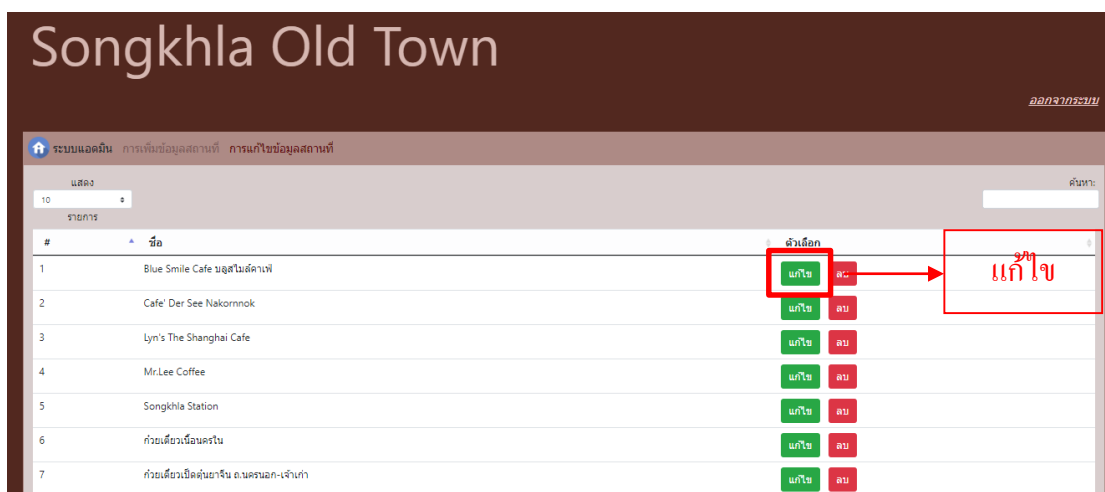 Songkhla Old Town
ออกจากระบบ
ระบบแอดมิน การเพิ่มข้อมูลสถานที่ การแก้ไขข้อมูลสถานที่
แสดง
10
รายการ
ค้นหา:
# ชื่อ ตัวเลือก
1 Blue Smile Cafe บลูสไมล์คาเฟ่ แก้ไข ลบ
แก้ไข
2 Cafe' Der See Nakornnok แก้ไข ลบ
3 Lyn's The Shanghai Cafe แก้ไข ลบ
4 Mr.Lee Coffee แก้ไข ลบ
5 Songkhla Station แก้ไข ลบ
6 ก๋วยเตี๋ยวเนื้อนครใน แก้ไข ลบ
7 ก๋วยเตี๋ยวเป็ดตุ๋นยาจีน ถ.นครนอก-เจ้าเก่า แก้ไข ลบ